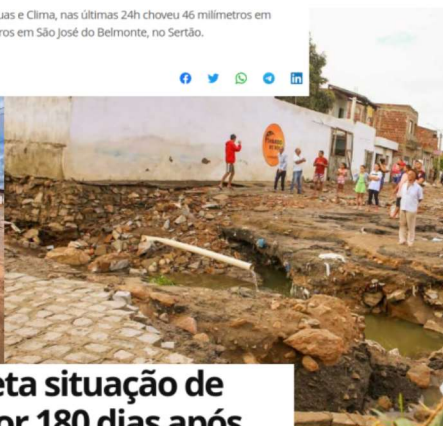 uas e Clima, nas últimas 24h choveu 46 milímetros em
ros em São José do Belmonte, no Sertão.
eta situação de
or 180 dias após